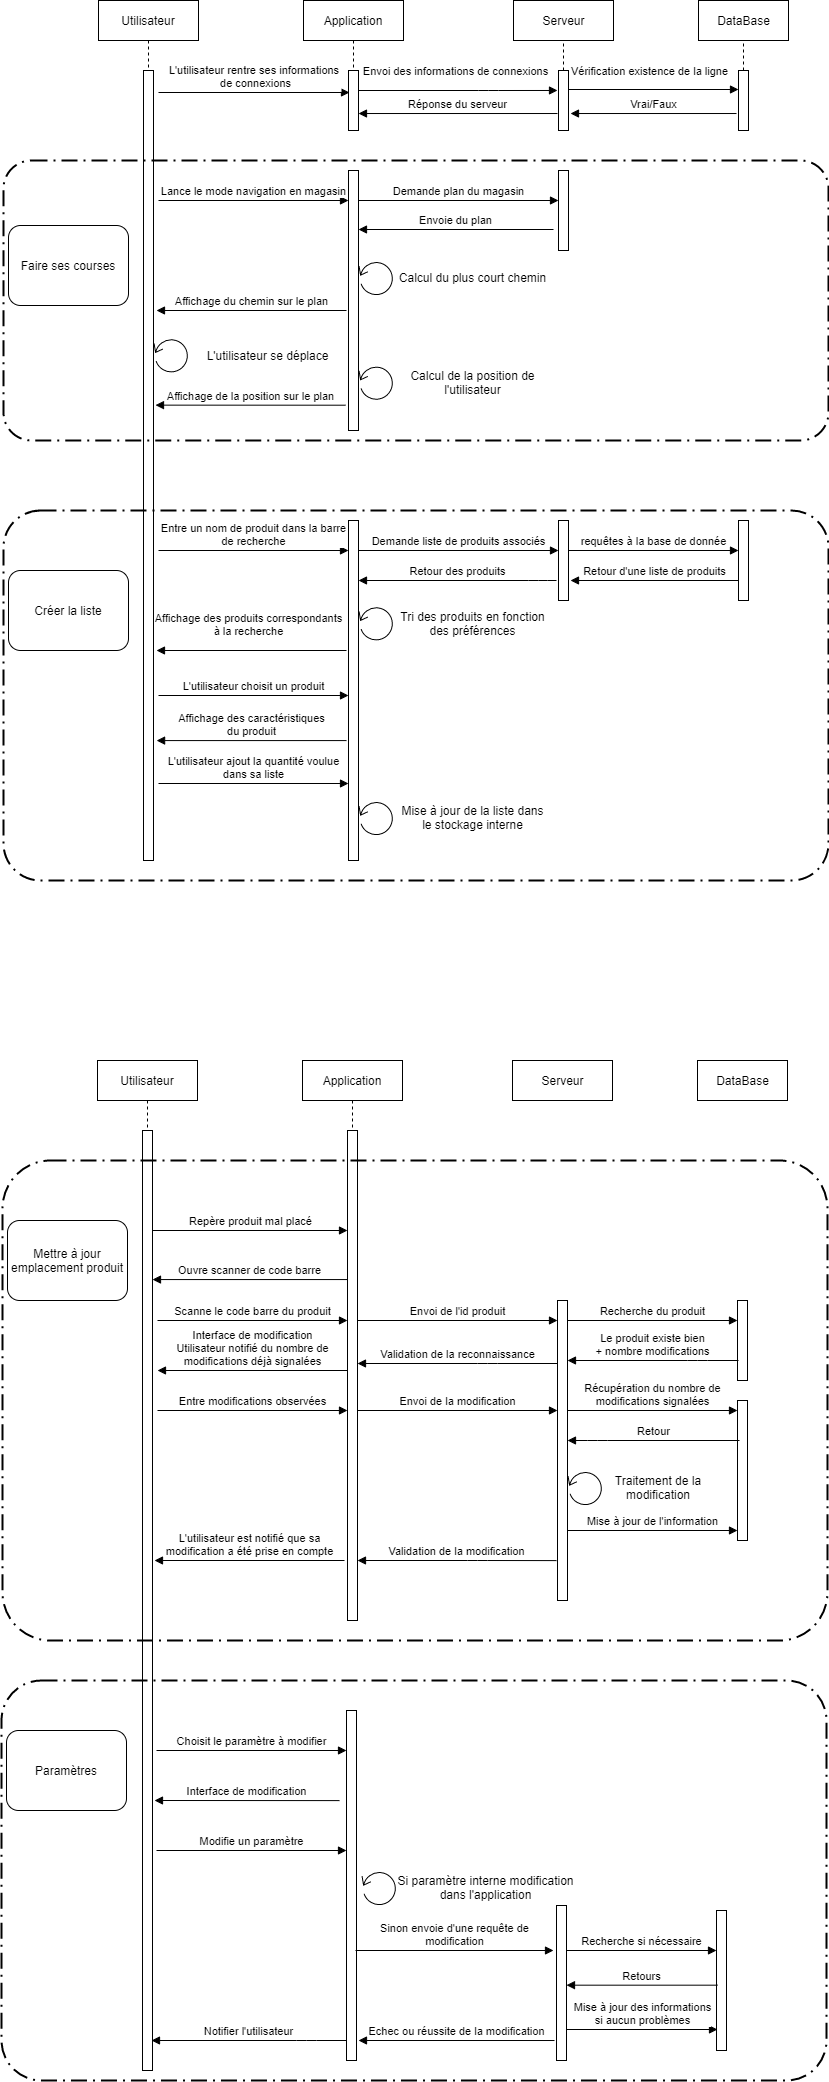 Utilisateur
Application
Serveur
DataBase
L'utilisateur rentre ses informations
de connexions
Envoi des informations de connexions
Vérification existence de la ligne
Réponse du serveur
Vrai/Faux
Lance le mode navigation en magasin
Demande plan du magasin
Envoie du plan
Faire ses courses
Calcul du plus court chemin
Affichage du chemin sur le plan
L'utilisateur se déplace
Calcul de la position de
l'utilisateur
Affichage de la position sur le plan
Entre un nom de produit dans la barre
de recherche
Demande liste de produits associés
requêtes à la base de donnée
Retour des produits
Retour d'une liste de produits
Créer la liste
Affichage des produits correspondants
à la recherche
Tri des produits en fonction
des préférences
L'utilisateur choisit un produit
Affichage des caractéristiques
du produit
L'utilisateur ajout la quantité voulue
dans sa liste
Mise à jour de la liste dans
le stockage interne
Utilisateur
Application
Serveur
DataBase
Repère produit mal placé
Mettre à jour
emplacement produit
Ouvre scanner de code barre
Scanne le code barre du produit
Envoi de l'id produit
Recherche du produit
Interface de modification
Utilisateur notifié du nombre de
modifications déjà signalées
Validation de la reconnaissance
Le produit existe bien
+ nombre modifications
Entre modifications observées
Envoi de la modification
Récupération du nombre de
modifications signalées
Retour
Traitement de la
modification
Mise à jour de l'information
L'utilisateur est notifié que sa
modification a été prise en compte
Validation de la modification
Choisit le paramètre à modifier
Paramètres
Interface de modification
Modifie un paramètre
Si paramètre interne modification
dans l'application
Sinon envoie d'une requête de
modification
Recherche si nécessaire
Retours
Mise à jour des informations
si aucun problèmes
Notifier l'utilisateur
Echec ou réussite de la modification